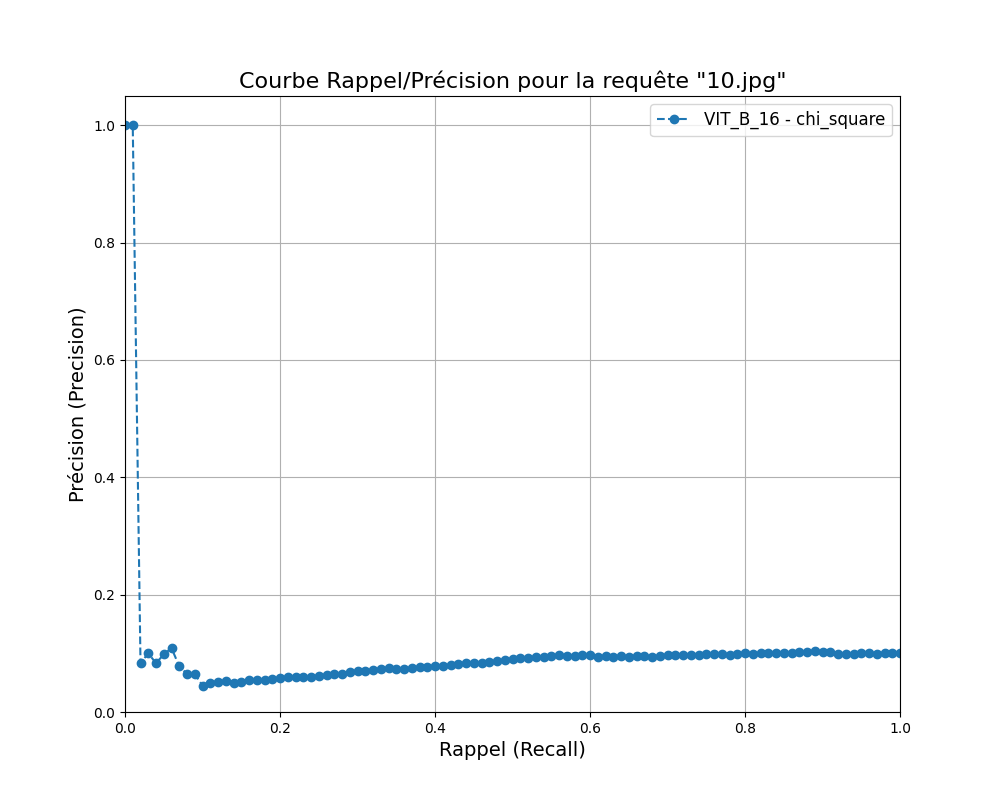 Courbe Rappel/Précision pour la requête "10.jpg"
VIT_B_16 - chi_square
Précision (Precision)
1.0
0.8
0.6
0.4
0.2
0.0
0.0 0.2 0.4 0.6 0.8 1.0
Rappel (Recall)